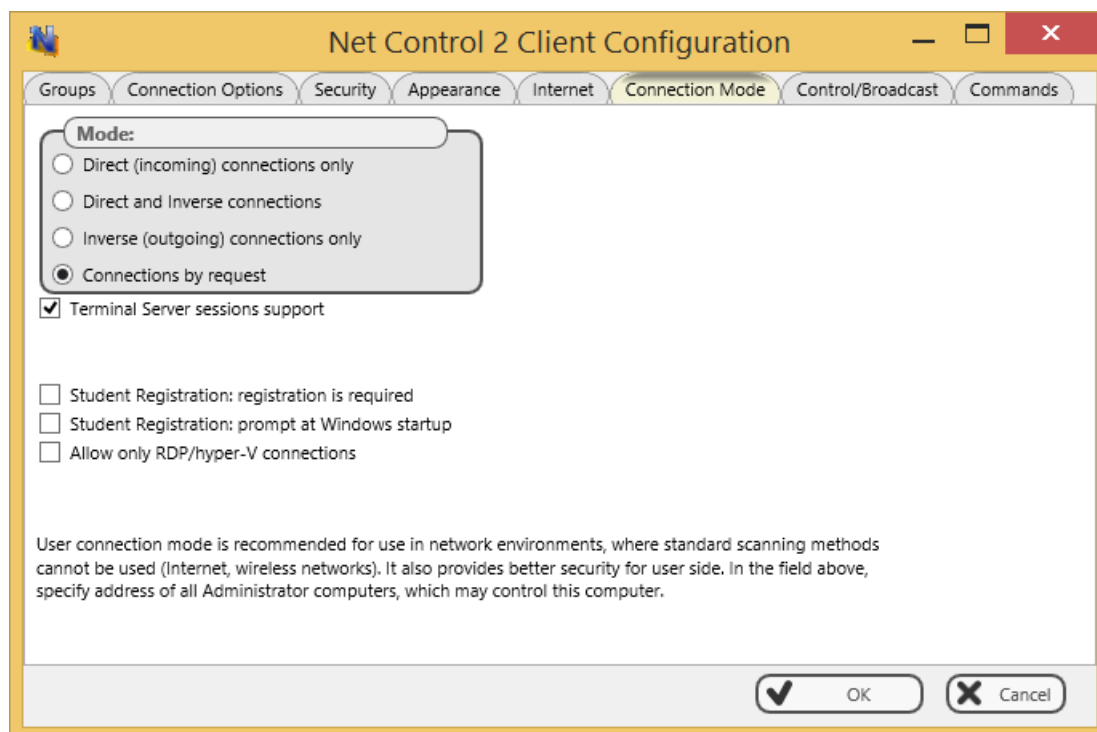 Net Control 2 Client Configuration
Groups Connection Options Security Appearance Internet Connection Mode Control/Broadcast Commands
Mode:
Direct (incoming) connections only
Direct and Inverse connections
Inverse (outgoing) connections only
Connections by request
Terminal Server sessions support
Student Registration: registration is required
Student Registration: prompt at Windows startup
Allow only RDP/hyper-V connections
User connection mode is recommended for use in network environments, where standard scanning methods
cannot be used (Internet, wireless networks). It also provides better security for user side. In the field above,
specify address of all Administrator computers, which may control this computer.
OK Cancel